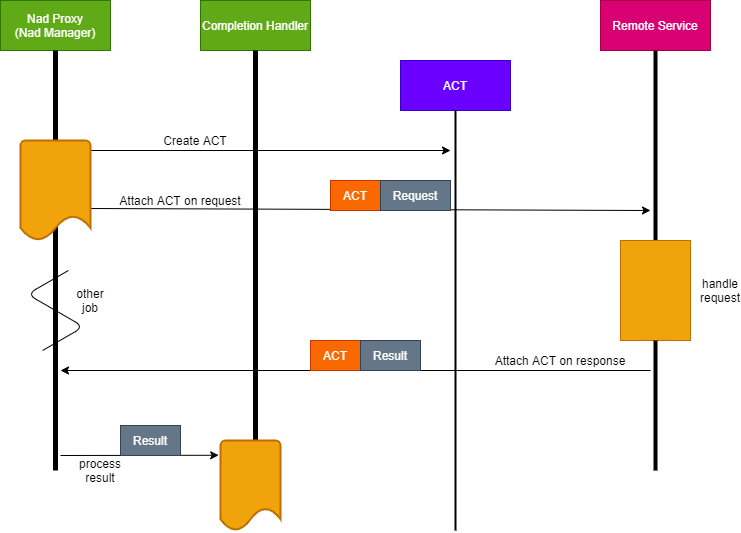 Nad Proxy
(Nad Manager)
Completion Handler
Remote Service
ACT
Create ACT
Attach ACT on request
ACT
Request
other
job
handle
request
ACT
Result
Attach ACT on response
Result
process
result